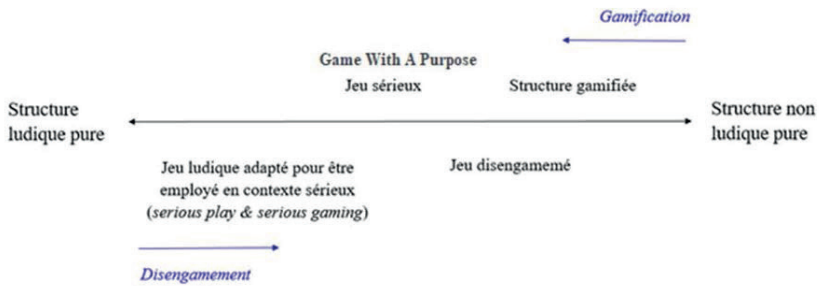 Gamification
Game With A Purpose
Jeu sérieux
Structure gamifiée
Structure
ludique pure
Structure non
ludique pure
Jeu ludique adapté pour être
employé en contexte sérieux
(serious play & serious gaming)
Jeu disengamemé
Disengamement